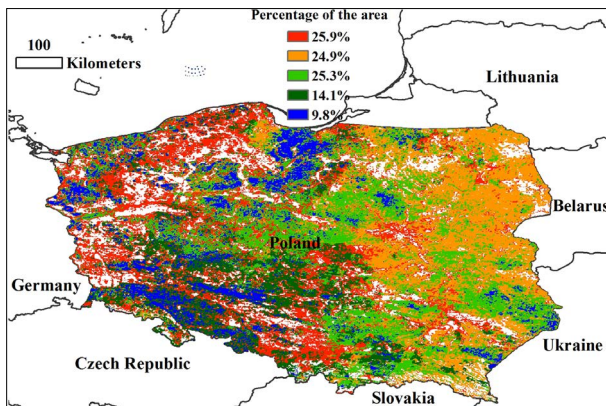 Percentage of the area
25.9%
24.9%
25.3%
14.1%
9.8%
100
Kilometers
Lithuania
Belarus
Poland
Germany
Ukraine
Czech Republic
Slovakia